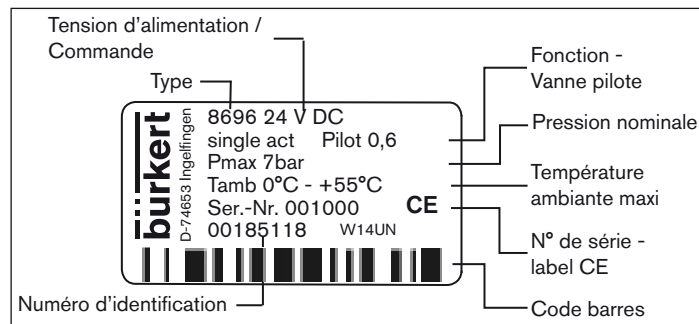 Tension d'alimentation /
Commande
Type
Fonction -
Vanne pilote
Pression nominale
Température
ambiante maxi
N° de série -
label CE
Code barres
Numéro d'identification
bürkert
D-74653 Ingelfingen
8696 24 V DC
single act Pilot 0,6
Pmax 7bar
Tamb 0°C - +55°C
Ser.-Nr. 001000 CE
00185118 W14UN